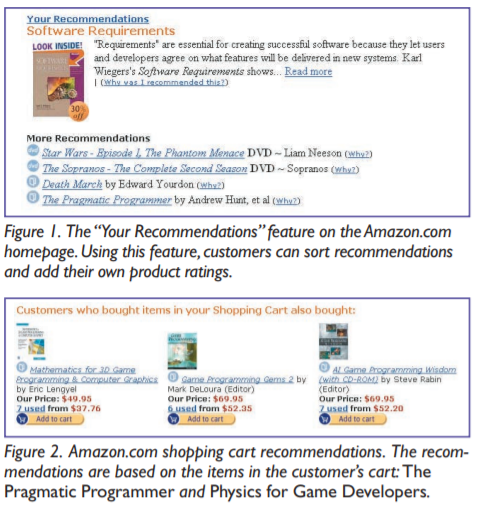 Your Recommendations
Software Requirements
LOOK INSIDE!
"Requirements" are essential for creating successful software because they let users
and developers agree on what features will be delivered in new systems. Karl
Wiegers's Software Requirements shows... Read more
| (Why was I recommended this?)
30%
off
More Recommendations
Star Wars - Episode I, The Phantom Menace DVD ~ Liam Neeson (Why?)
The Sopranos - The Complete Second Season DVD ~ Sopranos (Why?)
Death March by Edward Yourdon (Why?)
The Pragmatic Programmer by Andrew Hunt, et al (Why?)
Figure 1. The "Your Recommendations" feature on the Amazon.com
homepage. Using this feature, customers can sort recommendations
and add their own product ratings.
Customers who bought items in your Shopping Cart also bought:
Mathematics for 3D Game
Programming & Computer Graphics
by Eric Lengyel
Our Price: $49.95
7 used from $37.76
Add to cart
Game Programming Gems 2 by
Mark DeLoura (Editor)
Our Price: $69.95
6 used from $52.35
Add to cart
AI Game Programming Wisdom
(with CD-ROM) by Steve Rabin
(Editor)
Our Price: $69.95
7 used from $52.20
Add to cart
Figure 2. Amazon.com shopping cart recommendations. The recom-
mendations are based on the items in the customer's cart: The
Pragmatic Programmer and Physics for Game Developers.